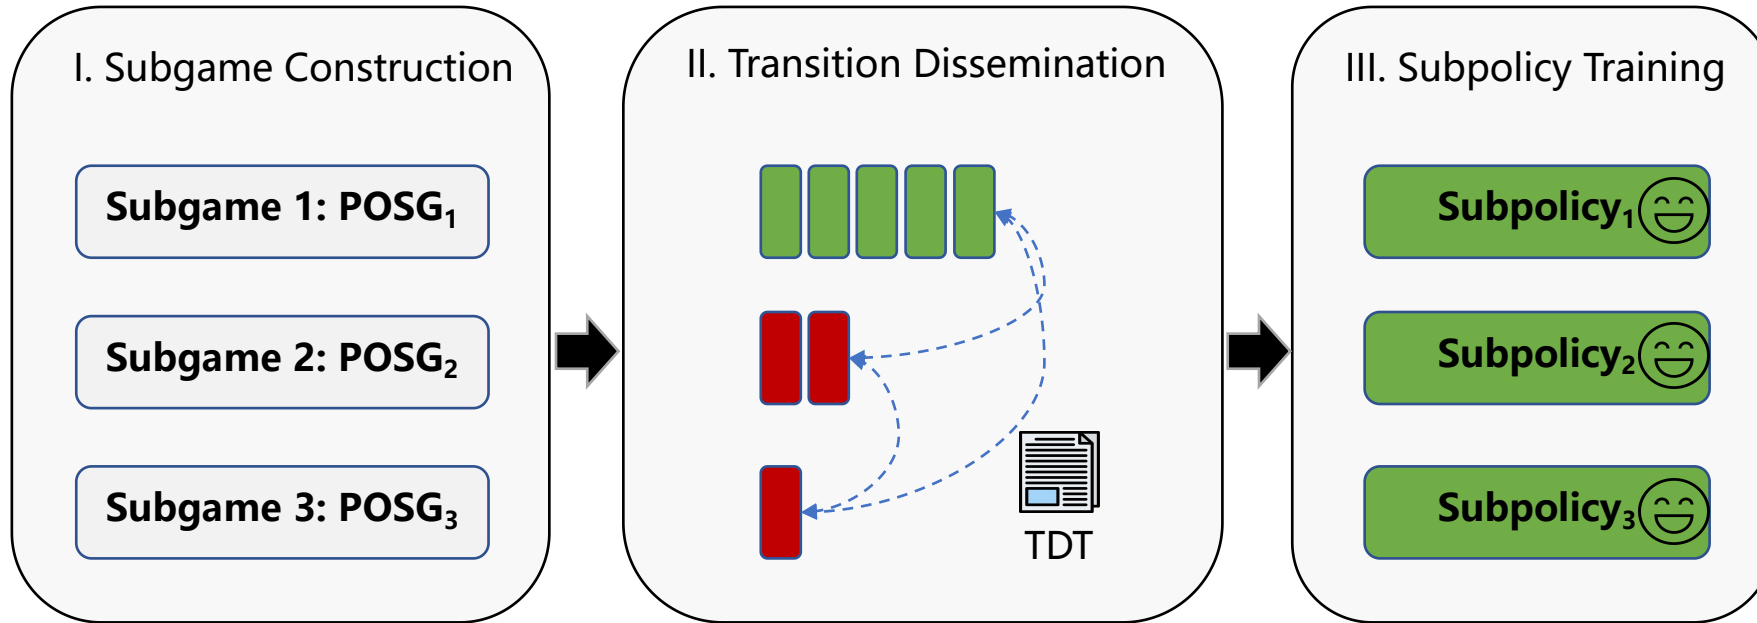 I. Subgame Construction
Subgame 1: POSG₁
Subgame 2: POSG₂
Subgame 3: POSG₃
II. Transition Dissemination
TDT
III. Subpolicy Training
Subpolicy₁
Subpolicy₂
Subpolicy₃